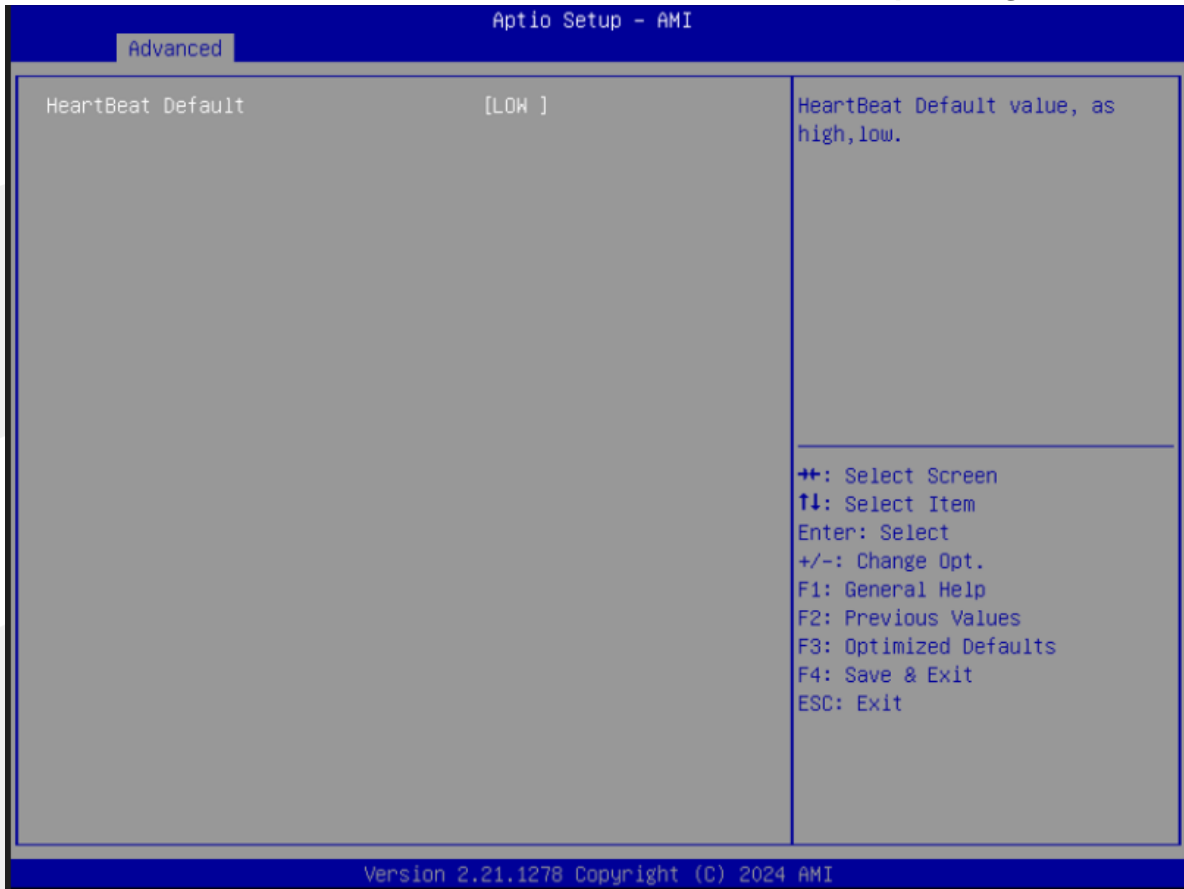 Aptio Setup – AMI
Advanced
HeartBeat Default [LOW ]
HeartBeat Default value, as
high,low.
→←: Select Screen
↑↓: Select Item
Enter: Select
+/-: Change Opt.
F1: General Help
F2: Previous Values
F3: Optimized Defaults
F4: Save & Exit
ESC: Exit
Version 2.21.1278 Copyright (C) 2024 AMI